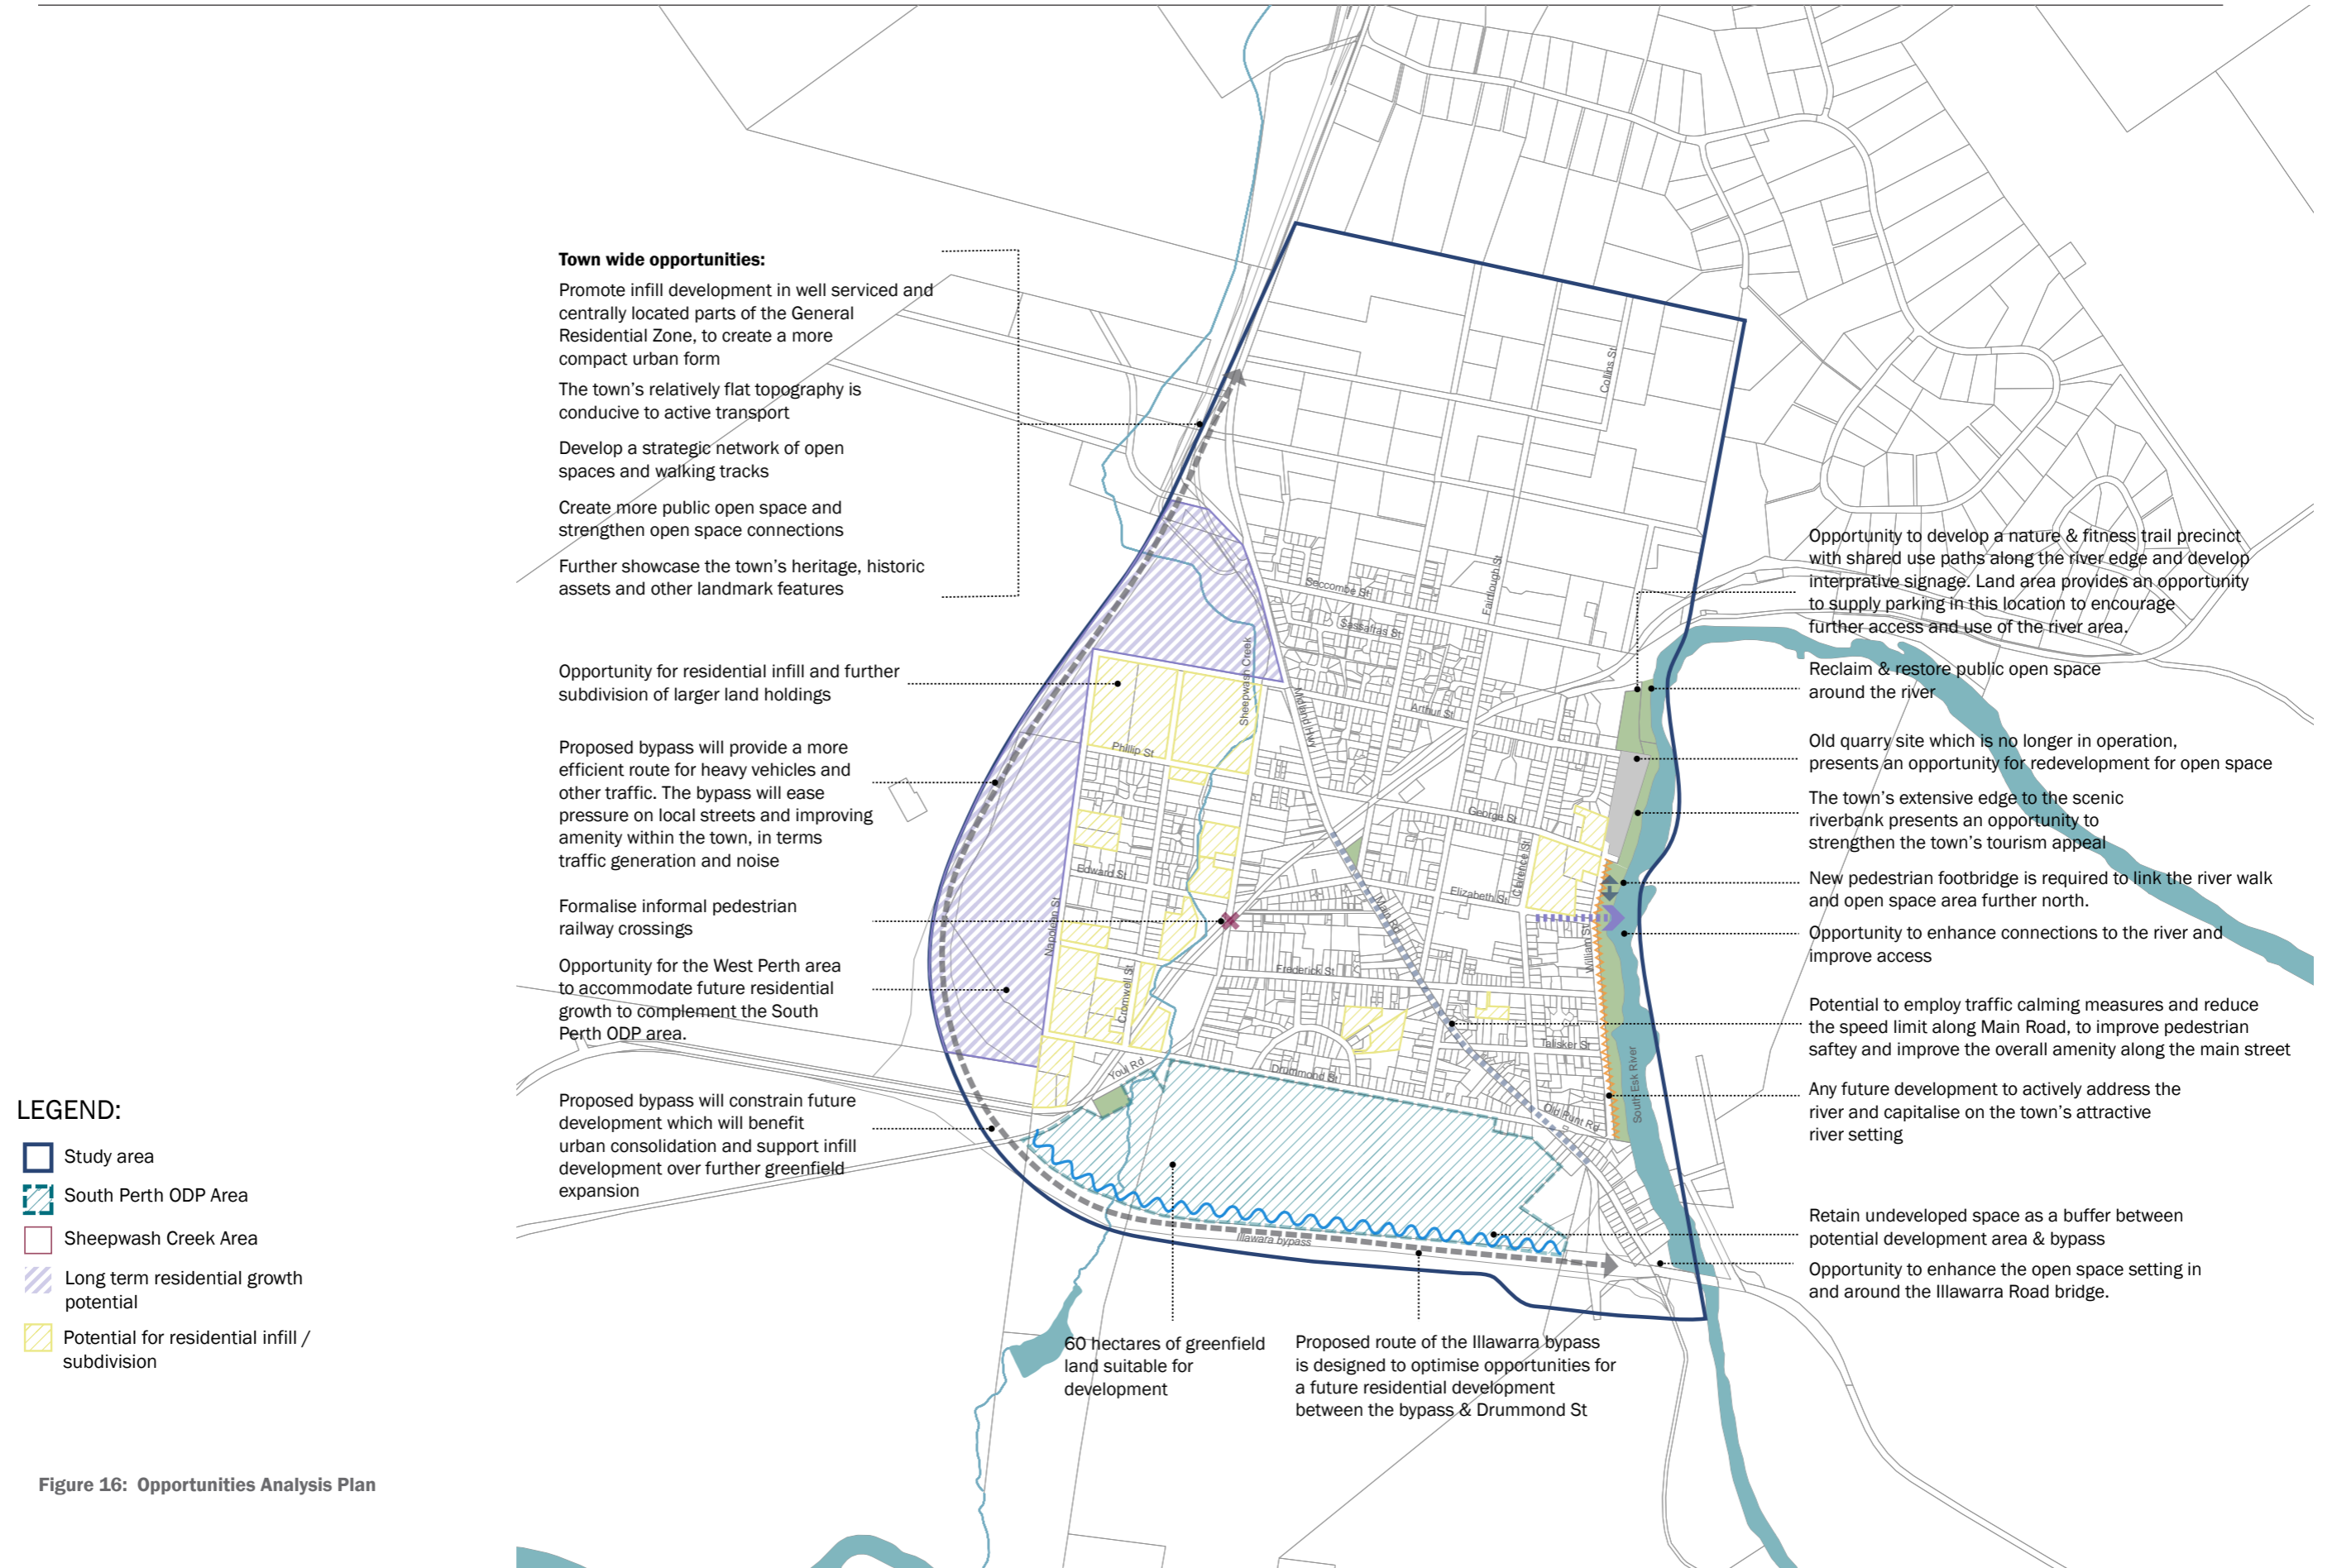 Town wide opportunities:
Promote infill development in well serviced and
centrally located parts of the General
Residential Zone, to create a more
compact urban form
The town's relatively flat topography is
conducive to active transport
Develop a strategic network of open
spaces and walking tracks
Create more public open space and
strengthen open space connections
Further showcase the town's heritage, historic
assets and other landmark features
Opportunity for residential infill and further
subdivision of larger land holdings
Proposed bypass will provide a more
efficient route for heavy vehicles and
other traffic. The bypass will ease
pressure on local streets and improving
amenity within the town, in terms
traffic generation and noise
Formalise informal pedestrian
railway crossings
Opportunity for the West Perth area
to accommodate future residential
growth to complement the South
Perth ODP area.
Proposed bypass will constrain future
development which will benefit
urban consolidation and support infill
development over further greenfield
expansion
Collins St
Fairtlough St
Seccombe St
Sassafras St
Sheepwash Creek
Midland Hwy
Arthur St
Phillip St
George St
Clarence St
Edward St
Elizabeth St
Main Rd
Napolean St
William St
Frederick St
Cromwell St
Talisker St
Youl Rd
Drummond St
Old Punt Rd
South Esk River
Illawara bypass
60 hectares of greenfield
land suitable for
development
Proposed route of the Illawarra bypass
is designed to optimise opportunities for
a future residential development
between the bypass & Drummond St
Opportunity to develop a nature & fitness trail precinct
with shared use paths along the river edge and develop
interprative signage. Land area provides an opportunity
to supply parking in this location to encourage
further access and use of the river area.
Reclaim & restore public open space
around the river
Old quarry site which is no longer in operation,
presents an opportunity for redevelopment for open space
The town's extensive edge to the scenic
riverbank presents an opportunity to
strengthen the town's tourism appeal
New pedestrian footbridge is required to link the river walk
and open space area further north.
Opportunity to enhance connections to the river and
improve access
Potential to employ traffic calming measures and reduce
the speed limit along Main Road, to improve pedestrian
saftey and improve the overall amenity along the main street
Any future development to actively address the
river and capitalise on the town's attractive
river setting
Retain undeveloped space as a buffer between
potential development area & bypass
Opportunity to enhance the open space setting in
and around the Illawarra Road bridge.
LEGEND:
Study area
South Perth ODP Area
Sheepwash Creek Area
Long term residential growth
potential
Potential for residential infill /
subdivision
Figure 16: Opportunities Analysis Plan